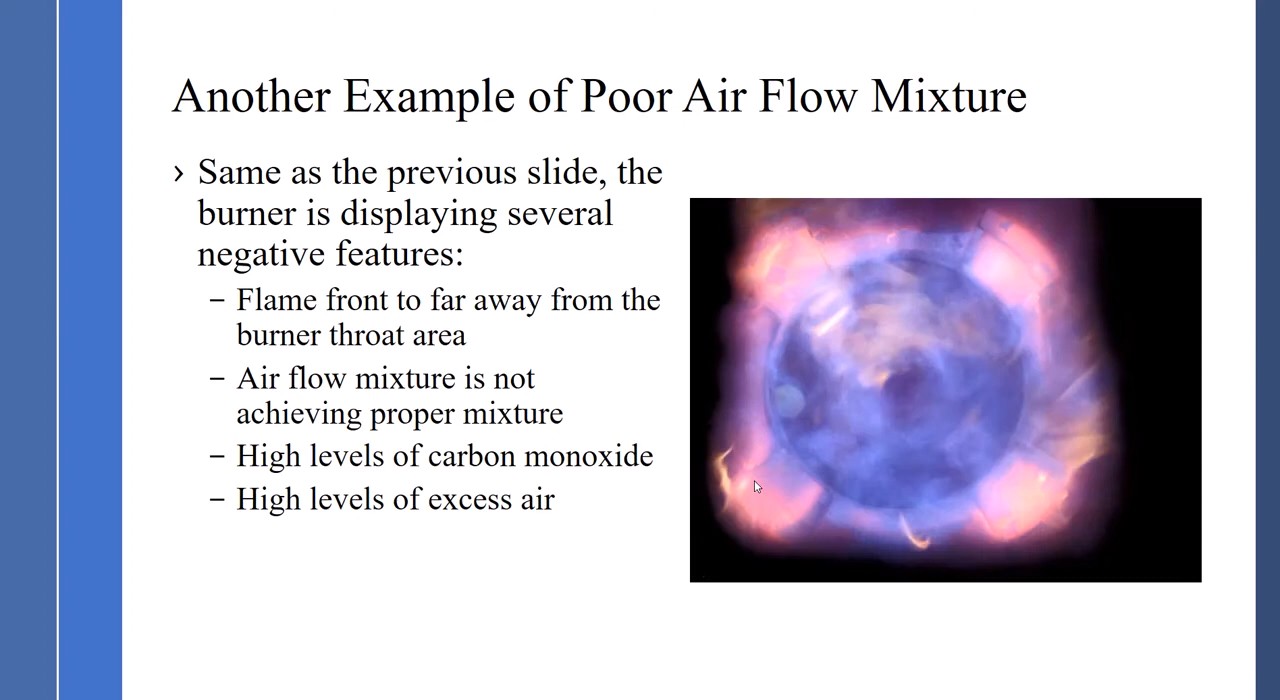 Another Example of Poor Air Flow Mixture
› Same as the previous slide, the
burner is displaying several
negative features:
– Flame front to far away from the
burner throat area
– Air flow mixture is not
achieving proper mixture
– High levels of carbon monoxide
– High levels of excess air